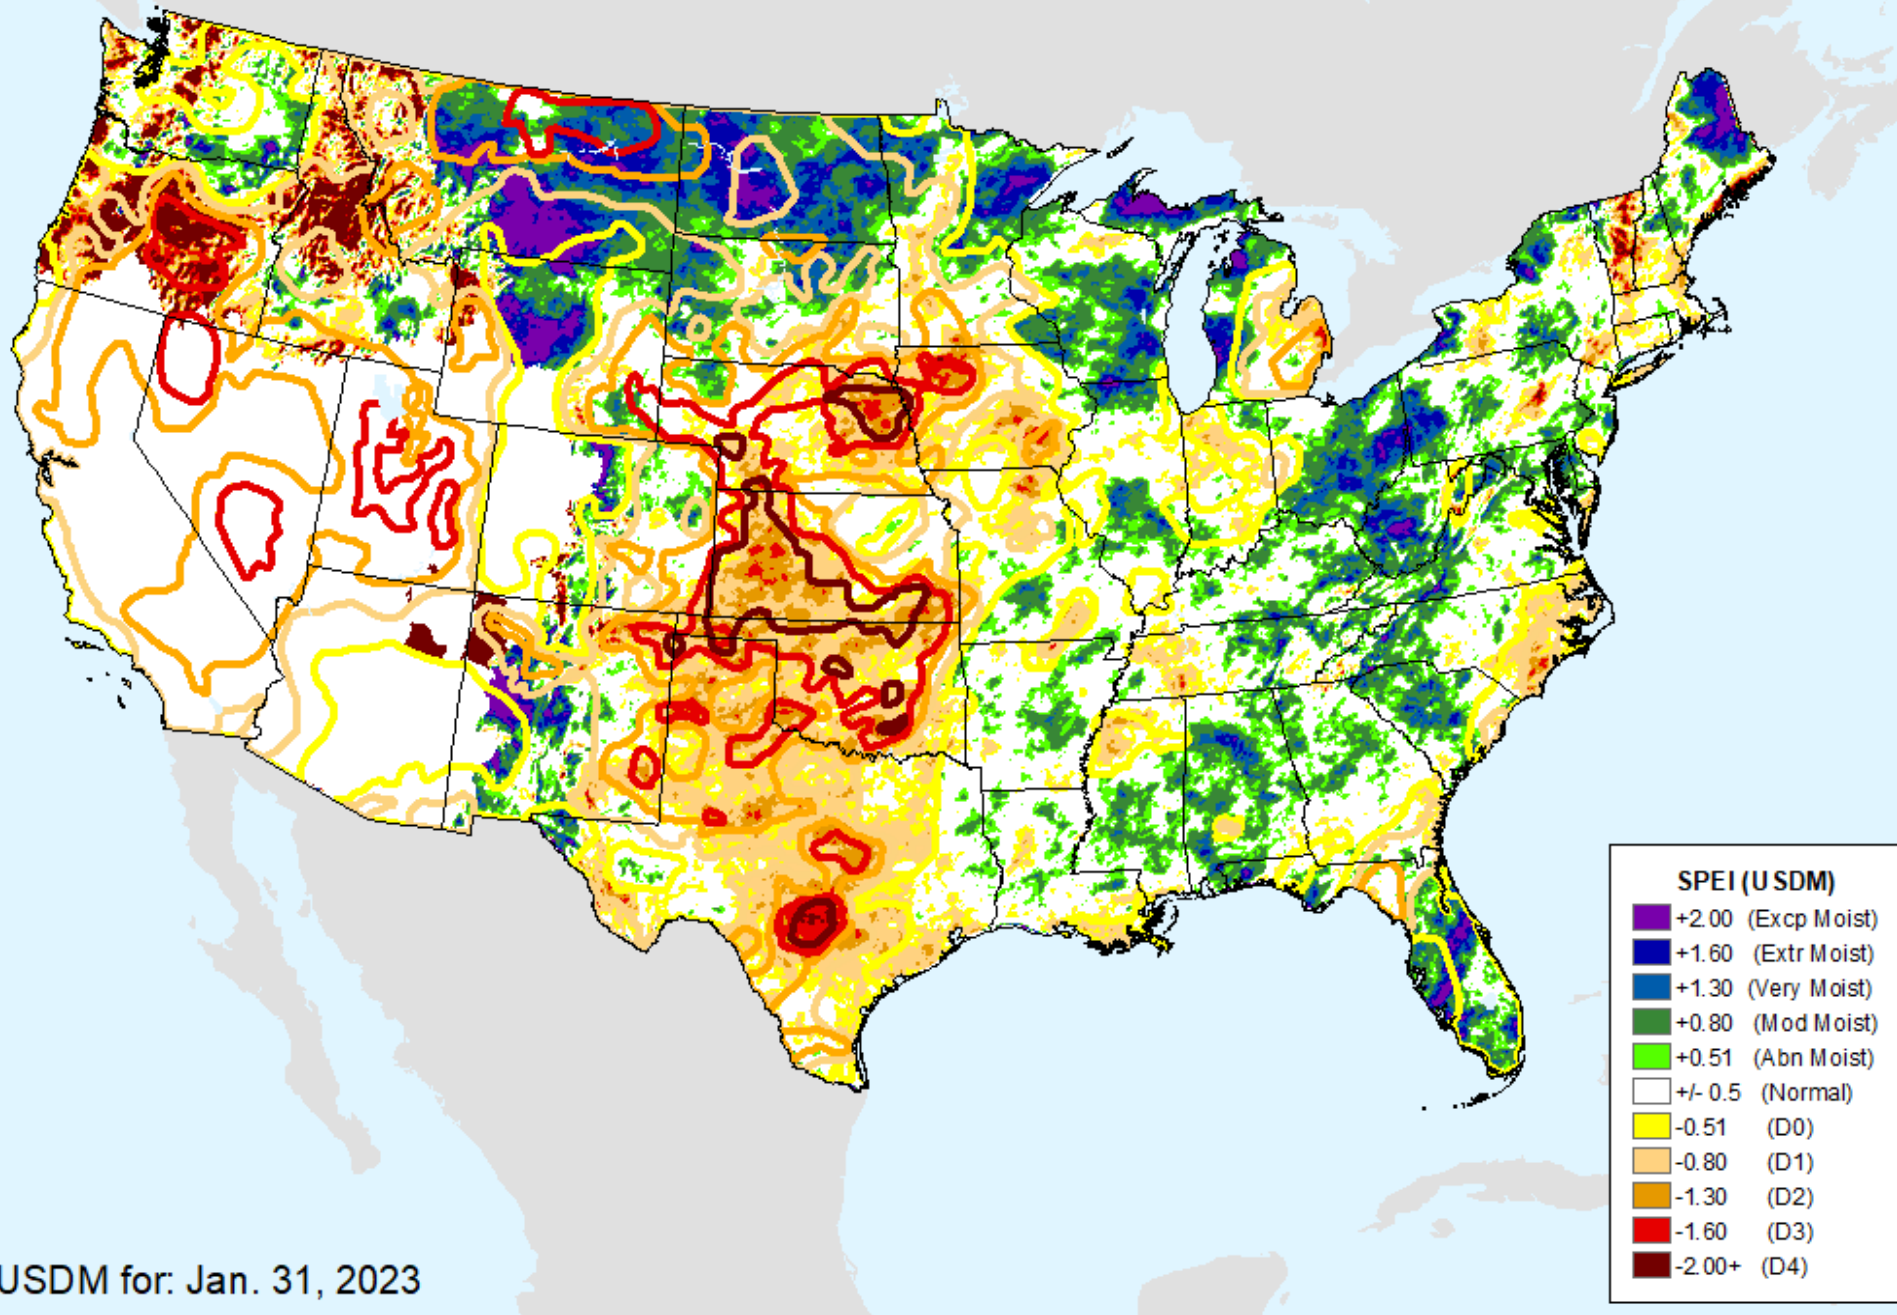 SPEI (USDM)
+2.00 (Excp Moist)
+1.60 (Extr Moist)
+1.30 (Very Moist)
+0.80 (Mod Moist)
+0.51 (Abn Moist)
+/- 0.5 (Normal)
-0.51 (D0)
-0.80 (D1)
-1.30 (D2)
-1.60 (D3)
-2.00+ (D4)
USDM for: Jan. 31, 2023